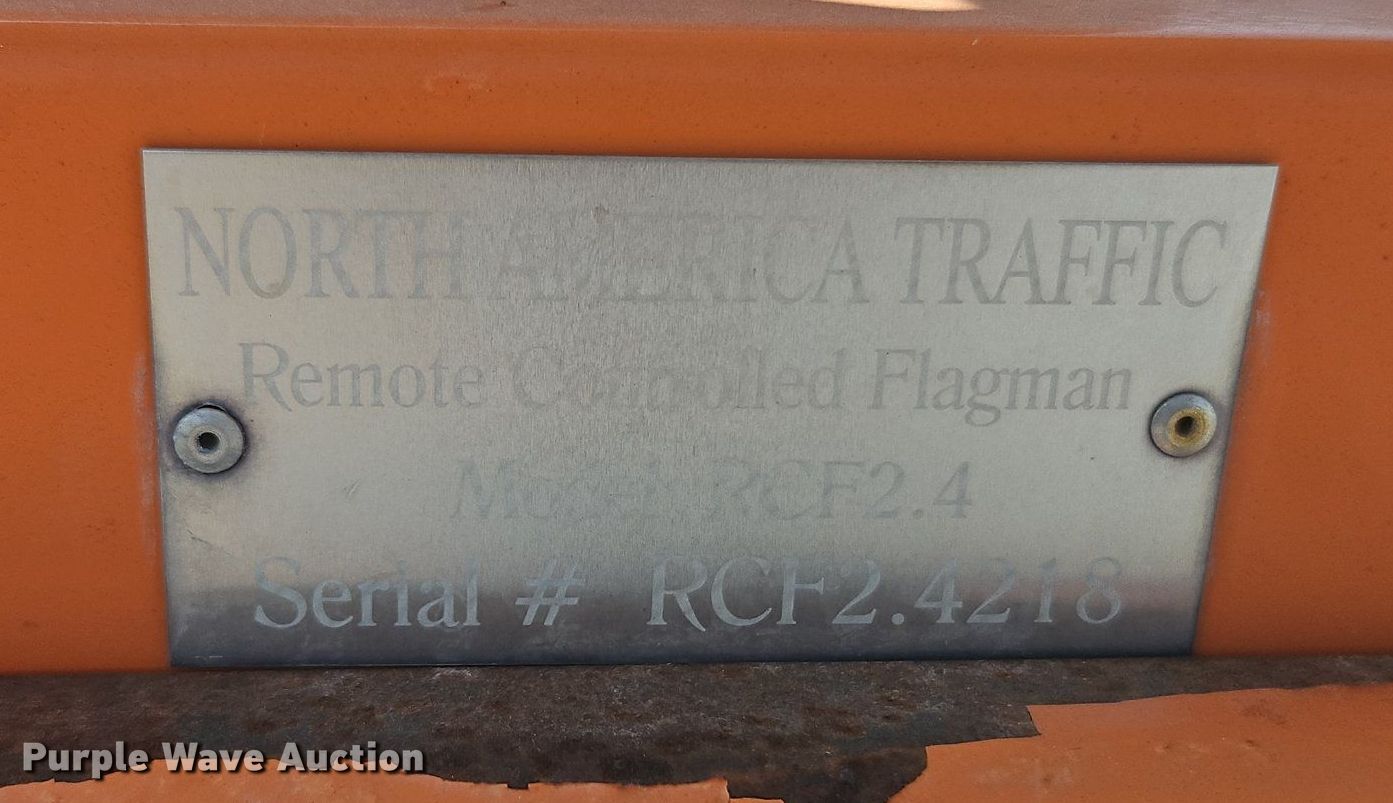 NORTH AMERICA TRAFFIC
Remote Controlled Flagman
Model RCF2.4
Serial # RCF2.4218
Purple Wave Auction